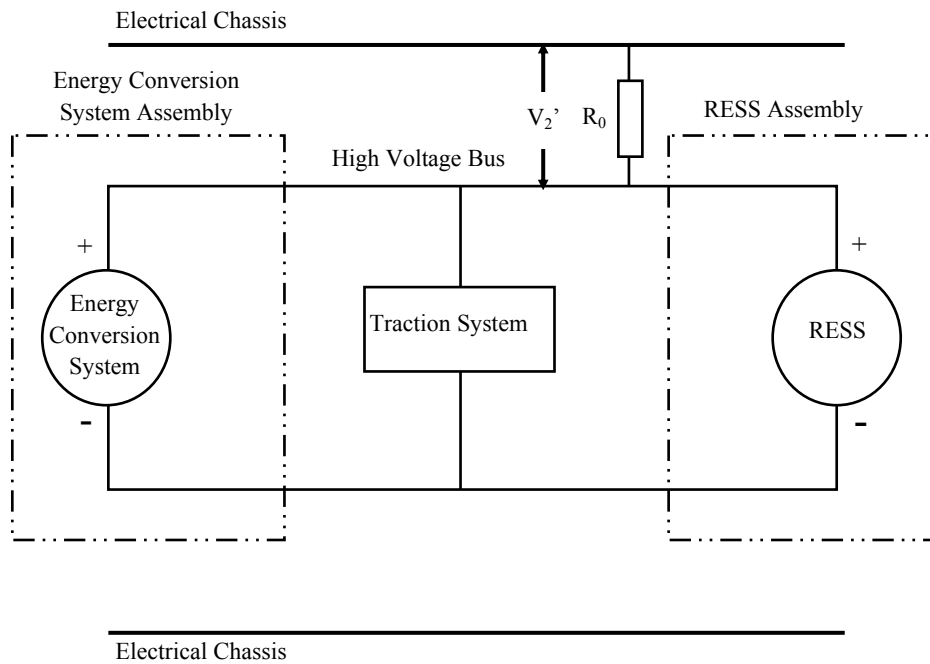 Electrical Chassis
Energy Conversion
System Assembly
V₂’
R₀
RESS Assembly
High Voltage Bus
+
+
Energy
Conversion
System
Traction System
RESS
-
-
Electrical Chassis